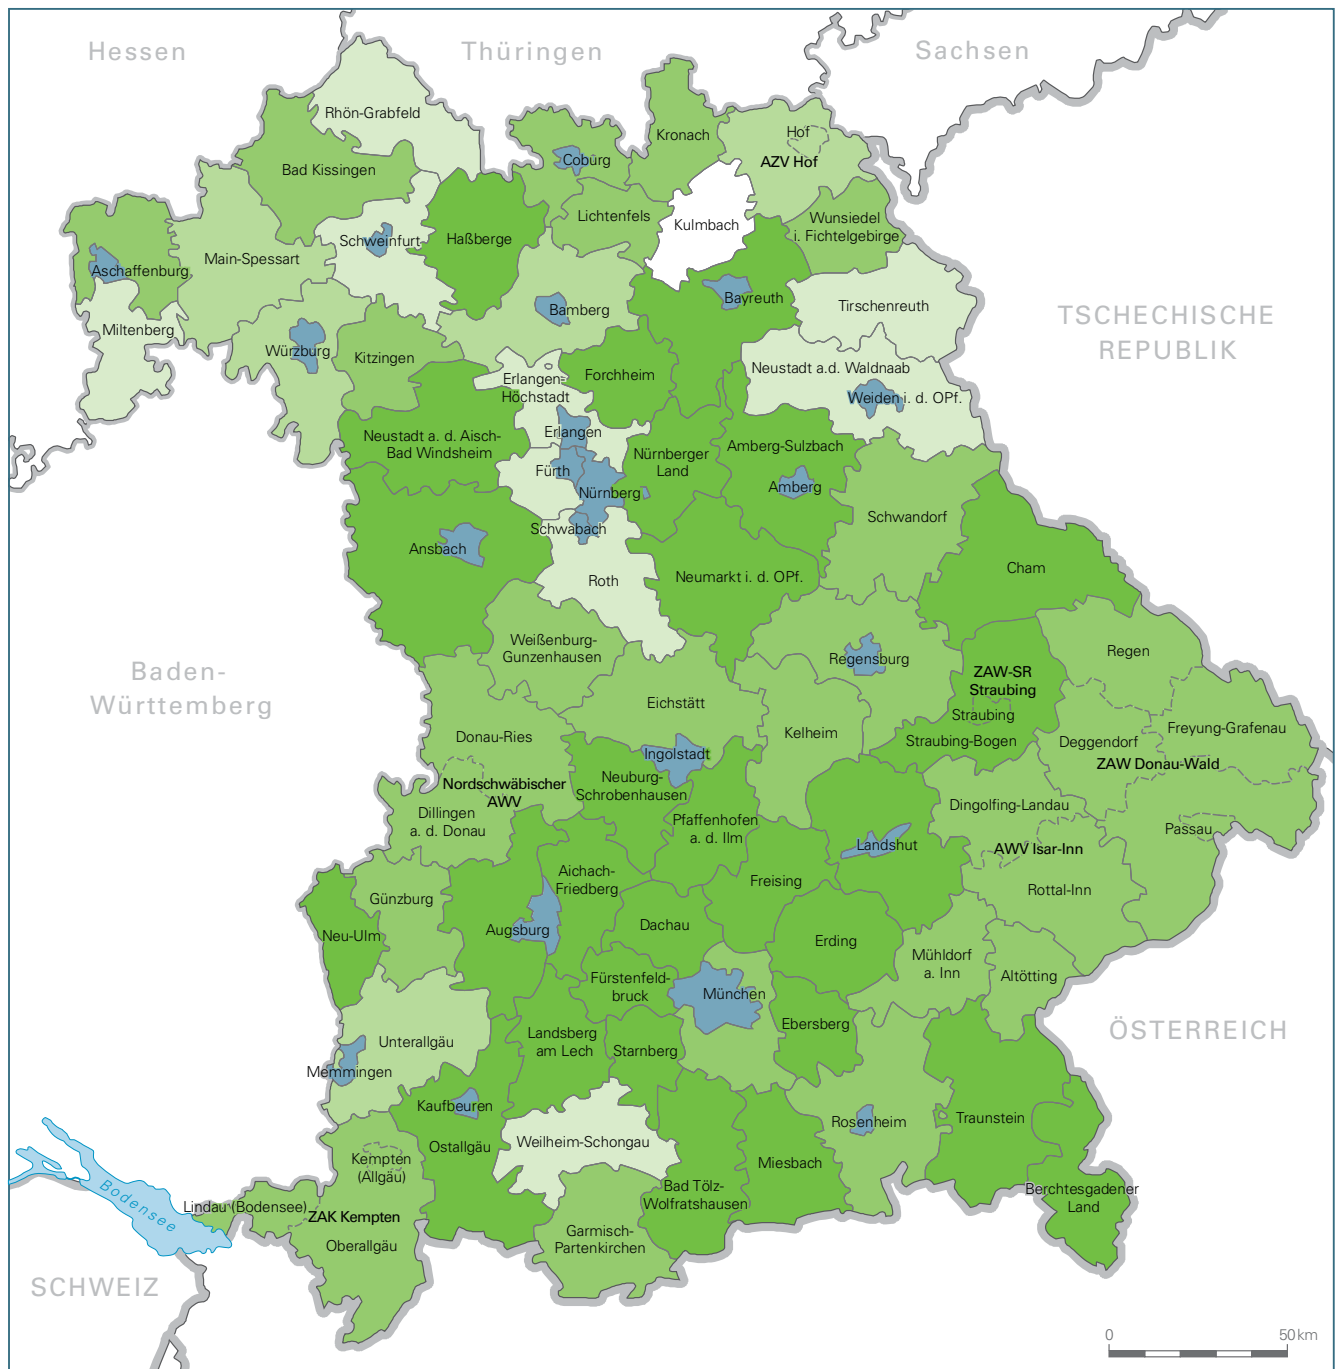 Hessen
Thüringen
Sachsen
Rhön-Grabfeld
Kronach
Hof
AZV Hof
Coburg
Bad Kissingen
Lichtenfels
Kulmbach
Wunsiedel
i. Fichtelgebirge
Schweinfurt
Haßberge
Main-Spessart
Aschaffenburg
Bayreuth
Bamberg
Tirschenreuth
TSCHECHISCHE
REPUBLIK
Miltenberg
Würzburg
Kitzingen
Forchheim
Erlangen-
Höchstadt
Neustadt a.d. Waldnaab
Weiden i. d. OPf.
Erlangen
Neustadt a. d. Aisch-
Bad Windsheim
Nürnberger
Land
Amberg-Sulzbach
Fürth
Amberg
Nürnberg
Schwandorf
Schwabach
Ansbach
Cham
Roth
Neumarkt i. d. OPf.
Weißenburg-
Gunzenhausen
Regensburg
Regen
ZAW-SR
Straubing
Baden-
Württemberg
Eichstätt
Straubing
Freyung-Grafenau
Donau-Ries
Kelheim
Straubing-Bogen
Deggendorf
Ingolstadt
ZAW Donau-Wald
Nordschwäbischer
AWV
Neuburg-
Schrobenhausen
Dingolfing-Landau
Dillingen
a. d. Donau
Pfaffenhofen
a. d. Ilm
Passau
Landshut
AWV Isar-Inn
Aichach-
Friedberg
Freising
Rottal-Inn
Günzburg
Dachau
Augsburg
Neu-Ulm
Erding
Mühldorf
a. Inn
Altötting
Fürstenfeld-
bruck
München
Ebersberg
ÖSTERREICH
Landsberg
am Lech
Starnberg
Unterallgäu
Memmingen
Kaufbeuren
Rosenheim
Traunstein
Weilheim-Schongau
Ostallgäu
Miesbach
Kempten
(Allgäu)
Bad Tölz-
Wolfratshausen
Berchtesgadener
Land
Bodensee
Lindau (Bodensee)
ZAK Kempten
Oberallgäu
Garmisch-
Partenkirchen
SCHWEIZ
0 50 km